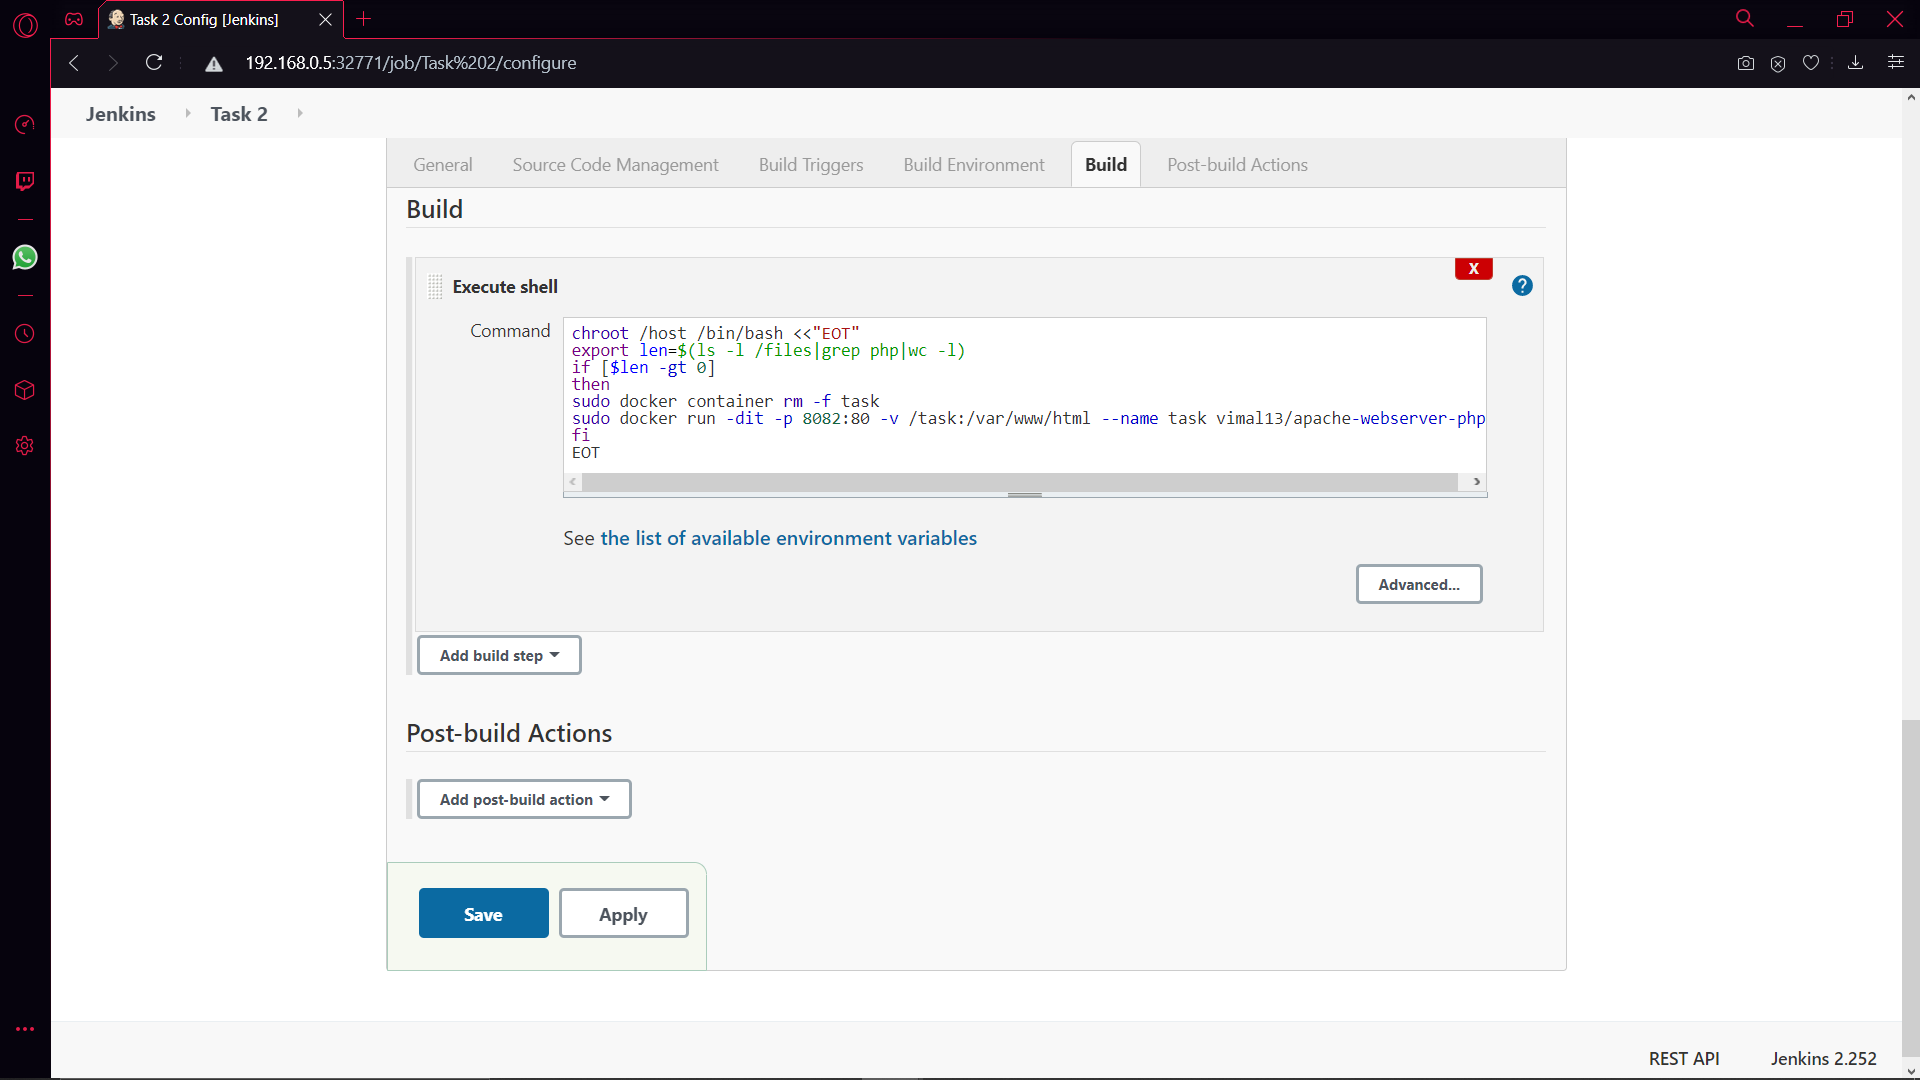 Task 2 Config [Jenkins]
192.168.0.5:32771/job/Task%202/configure
Jenkins Task 2
General Source Code Management Build Triggers Build Environment Build Post-build Actions
Build
X
Execute shell
?
Command
chroot /host /bin/bash <<"EOT"
export len=$(ls -l /files|grep php|wc -l)
if [$len -gt 0]
then
sudo docker container rm -f task
sudo docker run -dit -p 8082:80 -v /task:/var/www/html --name task vimal13/apache-webserver-php
fi
EOT
See the list of available environment variables
Advanced...
Add build step
Post-build Actions
Add post-build action
Save Apply
REST API Jenkins 2.252